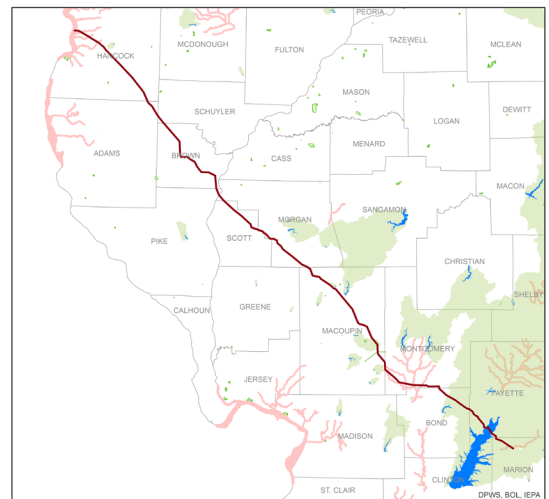 PEORIA
HANCOCK
MCDONOUGH
FULTON
TAZEWELL
MCLEAN
MASON
SCHUYLER
LOGAN
DEWITT
ADAMS
BROWN
CASS
MENARD
MACON
SANGAMON
MORGAN
PIKE
SCOTT
CHRISTIAN
SHELBY
CALHOUN
GREENE
MACOUPIN
MONTGOMERY
JERSEY
FAYETTE
BOND
MADISON
MARION
CLINTON
ST. CLAIR
DPWS, BOL, IEPA